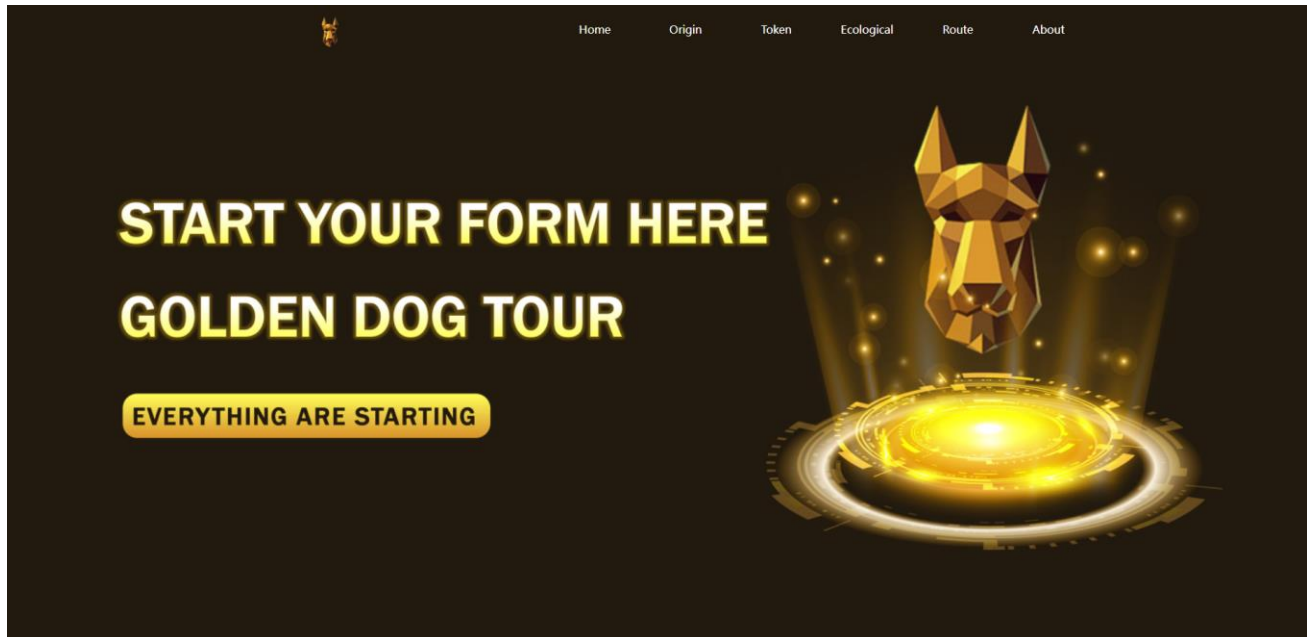 Home Origin Token Ecological Route About
START YOUR FORM HERE
GOLDEN DOG TOUR
EVERYTHING ARE STARTING